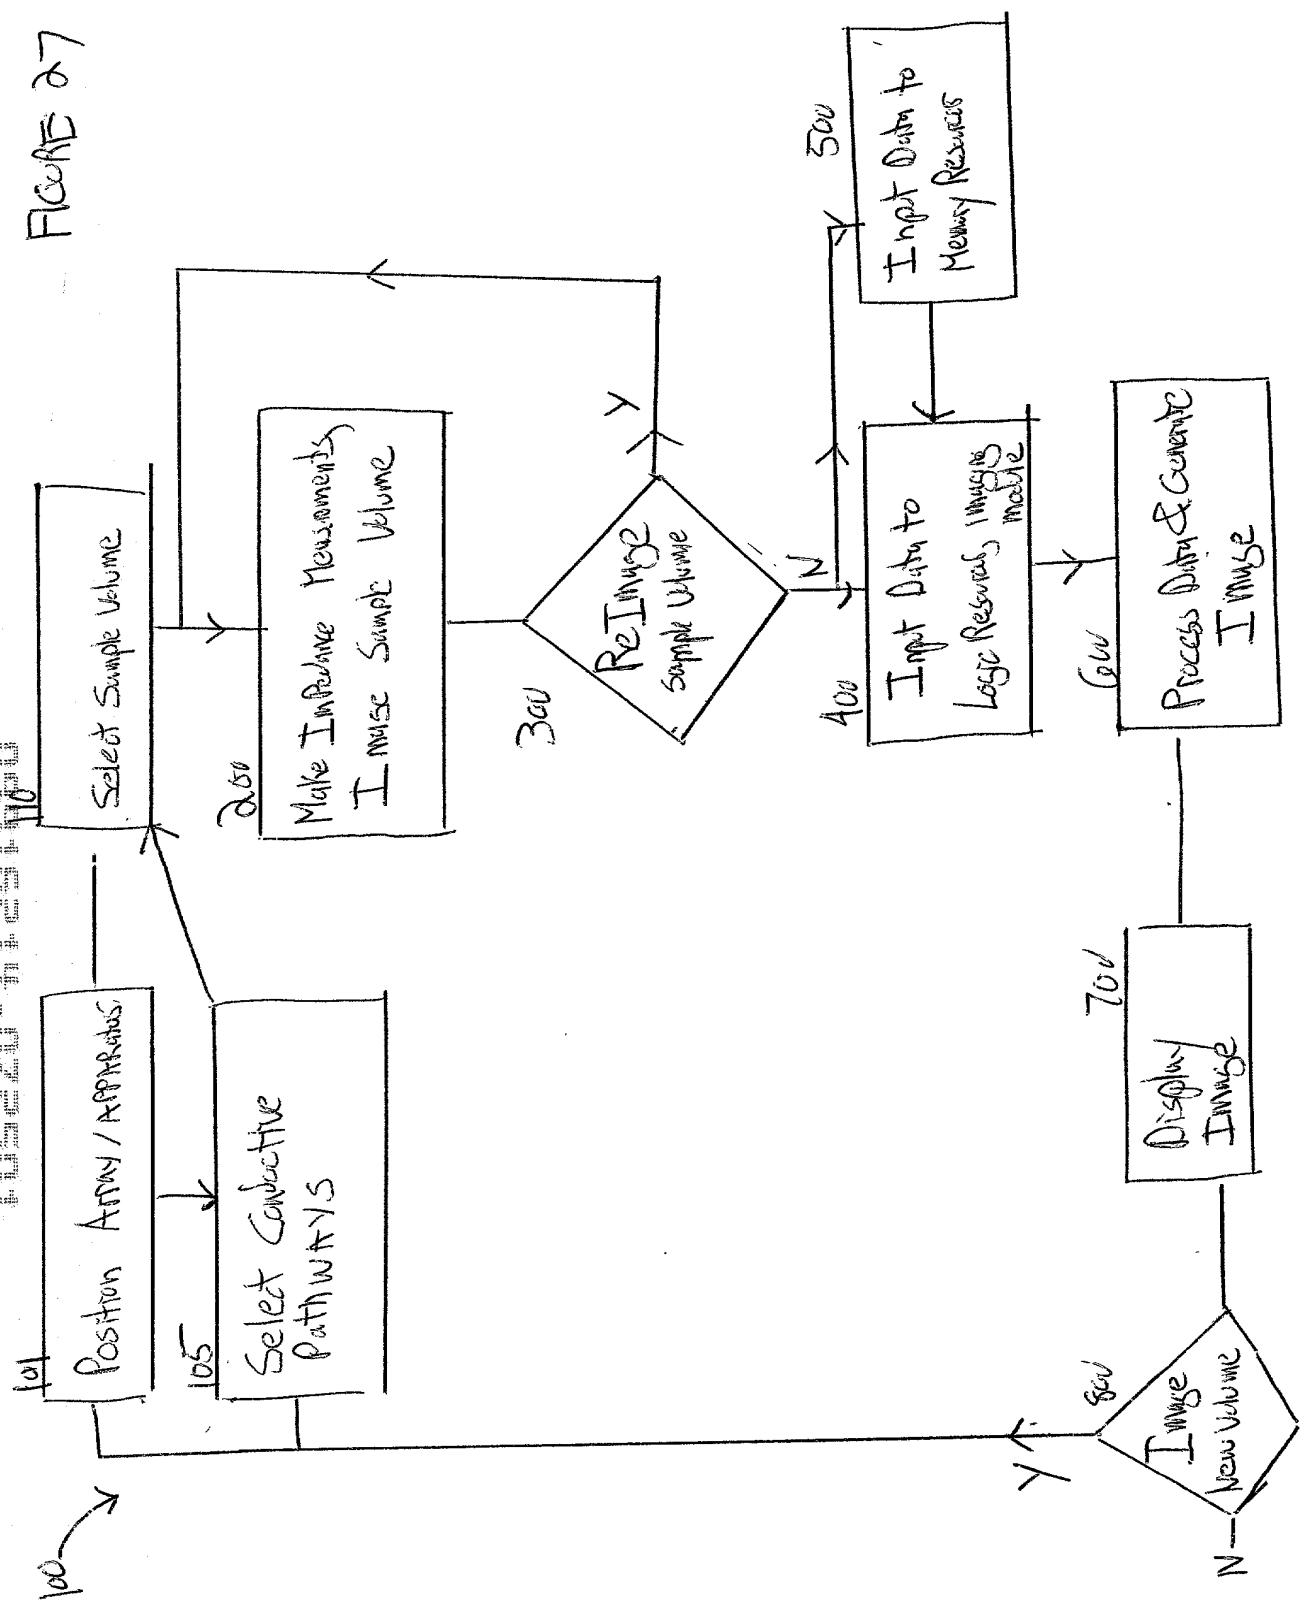 FIGURE 27
100
101
Position Array/APPARatus
105
Select Conductive
PathWAYS
110
Select Sample Volume
200
Make Impedance Measurements,
Image Sample Volume
300
ReImage
Sample Volume
Y
N
400
Input Data to
Logic Resources, Imaging
module
500
Input Data to
Memory Resources
600
Process Data & Generate
Image
700
Display
Image
800
Image
New Volume
Y
N